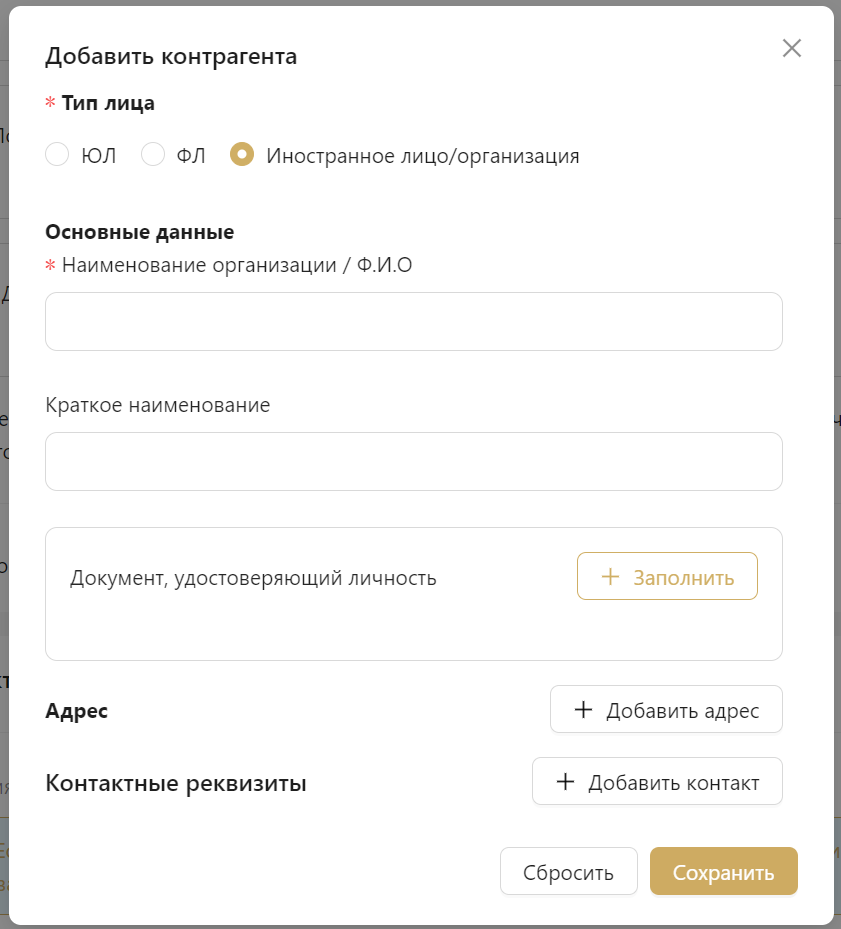 Добавить контрагента
* Тип лица
ЮЛ ФЛ Иностранное лицо/организация
Основные данные
* Наименование организации / Ф.И.О
Краткое наименование
Документ, удостоверяющий личность + Заполнить
Адрес + Добавить адрес
Контактные реквизиты + Добавить контакт
Сбросить Сохранить